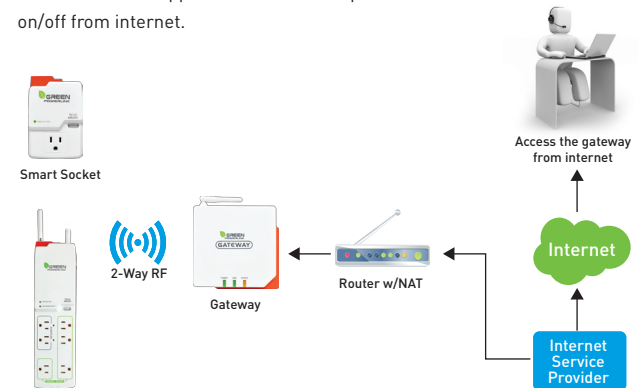 on/off from internet.
GREEN
POWERLINK
Smart Socket
Access the gateway
from internet
2-Way RF
GREEN
POWERLINK
GATEWAY
Gateway
Router w/NAT
Internet
GREEN
POWERLINK
Internet
Service
Provider